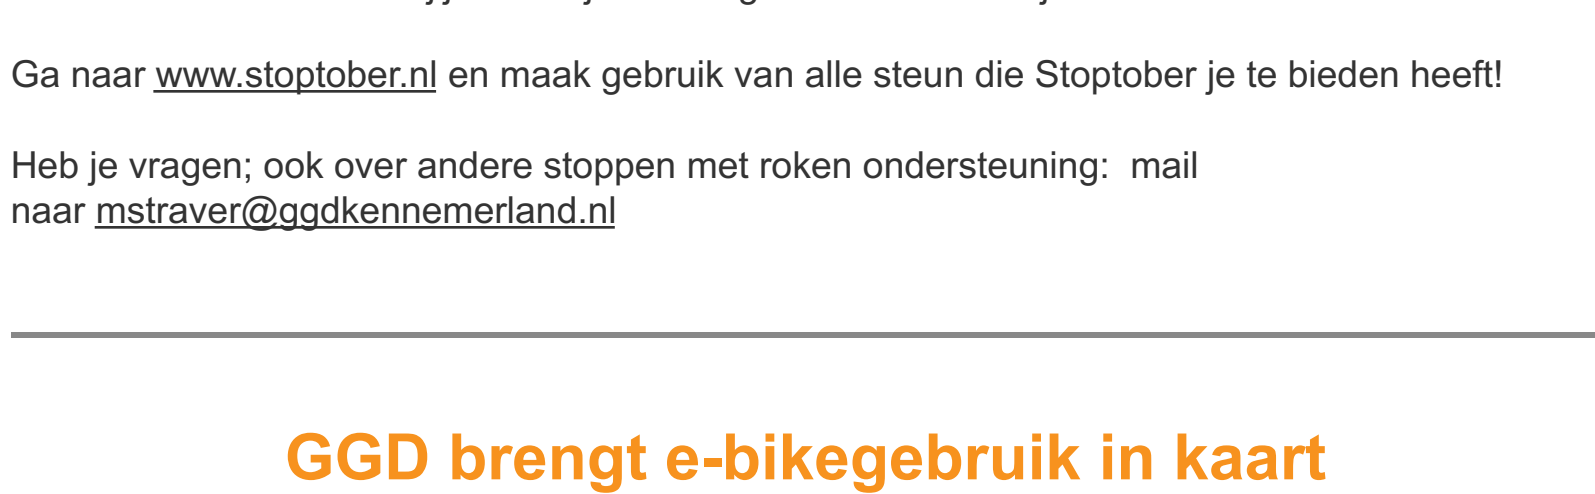 Ga naar www.stoptober.nl en maak gebruik van alle steun die Stoptober je te bieden heeft!
Heb je vragen; ook over andere stoppen met roken ondersteuning:  mail
naar mstraver@ggdkennemerland.nl
GGD brengt e-bikegebruik in kaart